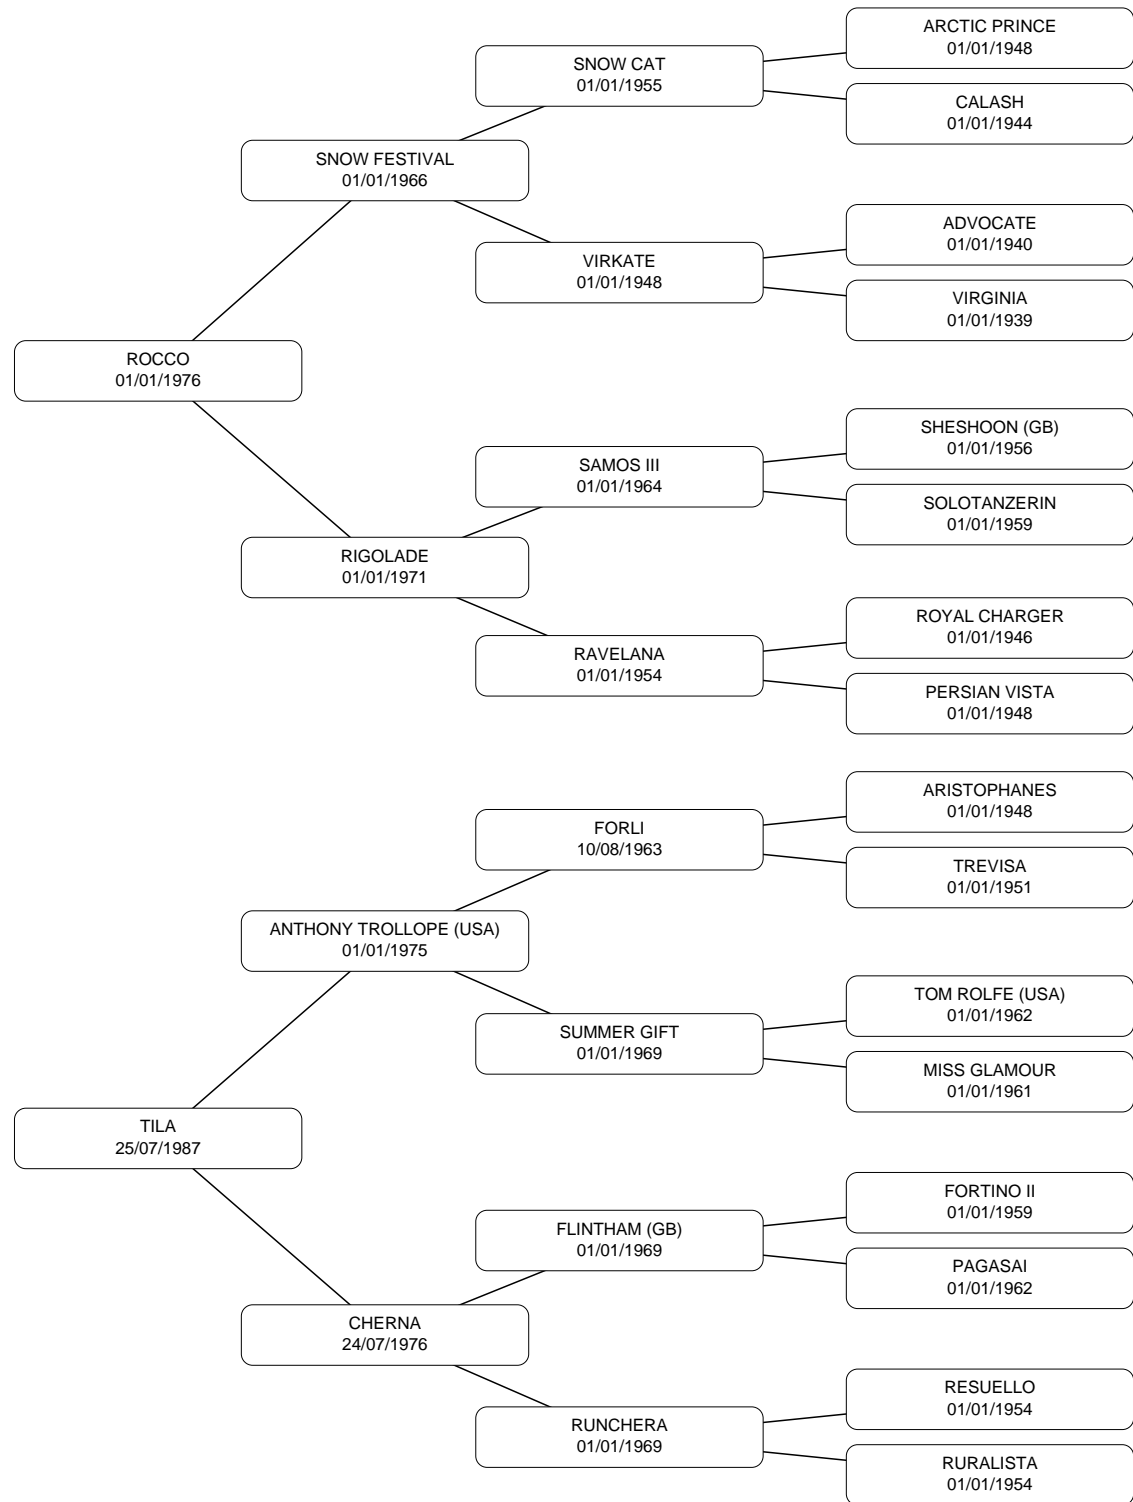 ARCTIC PRINCE
01/01/1948
SNOW CAT
01/01/1955
CALASH
01/01/1944
SNOW FESTIVAL
01/01/1966
ADVOCATE
01/01/1940
VIRKATE
01/01/1948
VIRGINIA
01/01/1939
ROCCO
01/01/1976
SHESHOON (GB)
01/01/1956
SAMOS III
01/01/1964
SOLOTANZERIN
01/01/1959
RIGOLADE
01/01/1971
ROYAL CHARGER
01/01/1946
RAVELANA
01/01/1954
PERSIAN VISTA
01/01/1948
ARISTOPHANES
01/01/1948
FORLI
10/08/1963
TREVISA
01/01/1951
ANTHONY TROLLOPE (USA)
01/01/1975
TOM ROLFE (USA)
01/01/1962
SUMMER GIFT
01/01/1969
MISS GLAMOUR
01/01/1961
TILA
25/07/1987
FORTINO II
01/01/1959
FLINTHAM (GB)
01/01/1969
PAGASAI
01/01/1962
CHERNA
24/07/1976
RESUELLO
01/01/1954
RUNCHERA
01/01/1969
RURALISTA
01/01/1954